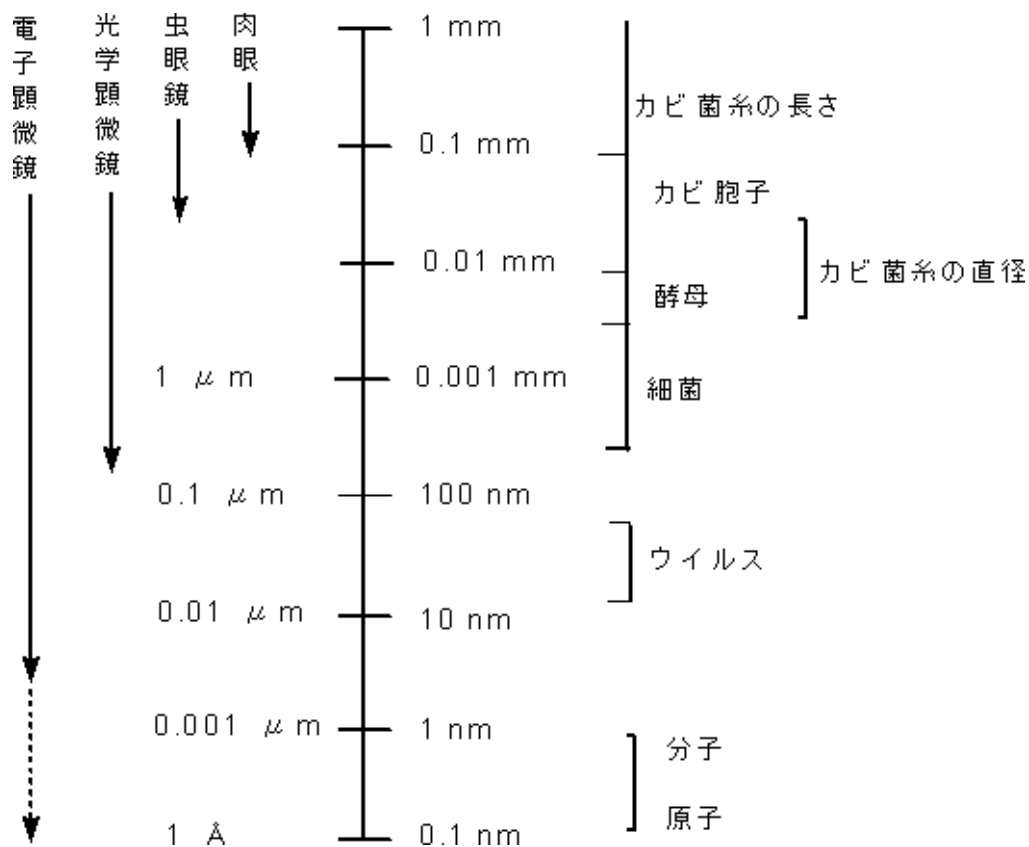 電子顕微鏡
光学顕微鏡
虫眼鏡
肉眼
1 mm
カビ菌糸の長さ
0.1 mm
カビ胞子
0.01 mm
カビ菌糸の直径
酵母
1 μm
0.001 mm
細菌
0.1 μm
100 nm
ウイルス
0.01 μm
10 nm
0.001 μm
1 nm
分子
原子
1 Å
0.1 nm